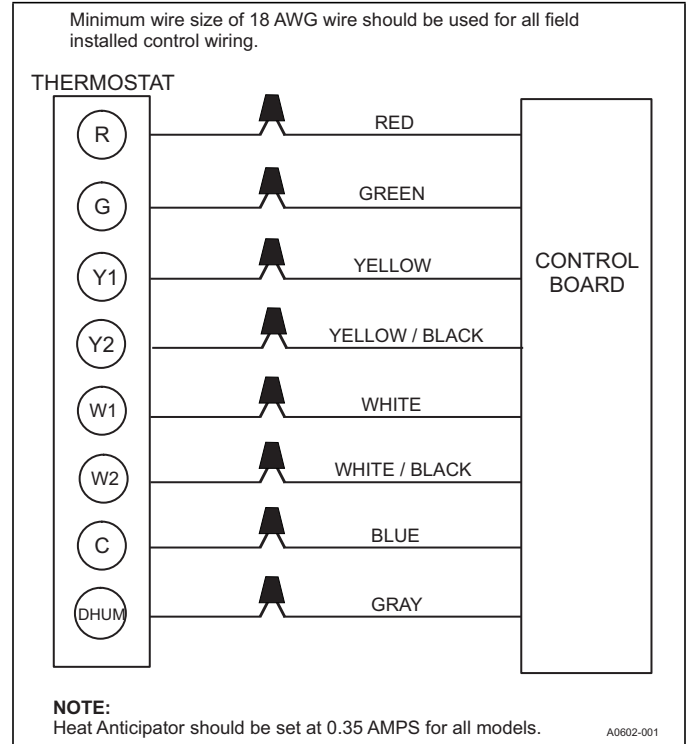 Minimum wire size of 18 AWG wire should be used for all field
installed control wiring.
THERMOSTAT
R
RED
G
GREEN
Y1
YELLOW
CONTROL
BOARD
Y2
YELLOW / BLACK
W1
WHITE
W2
WHITE / BLACK
C
BLUE
DHUM
GRAY
NOTE:
Heat Anticipator should be set at 0.35 AMPS for all models.
A0602-001